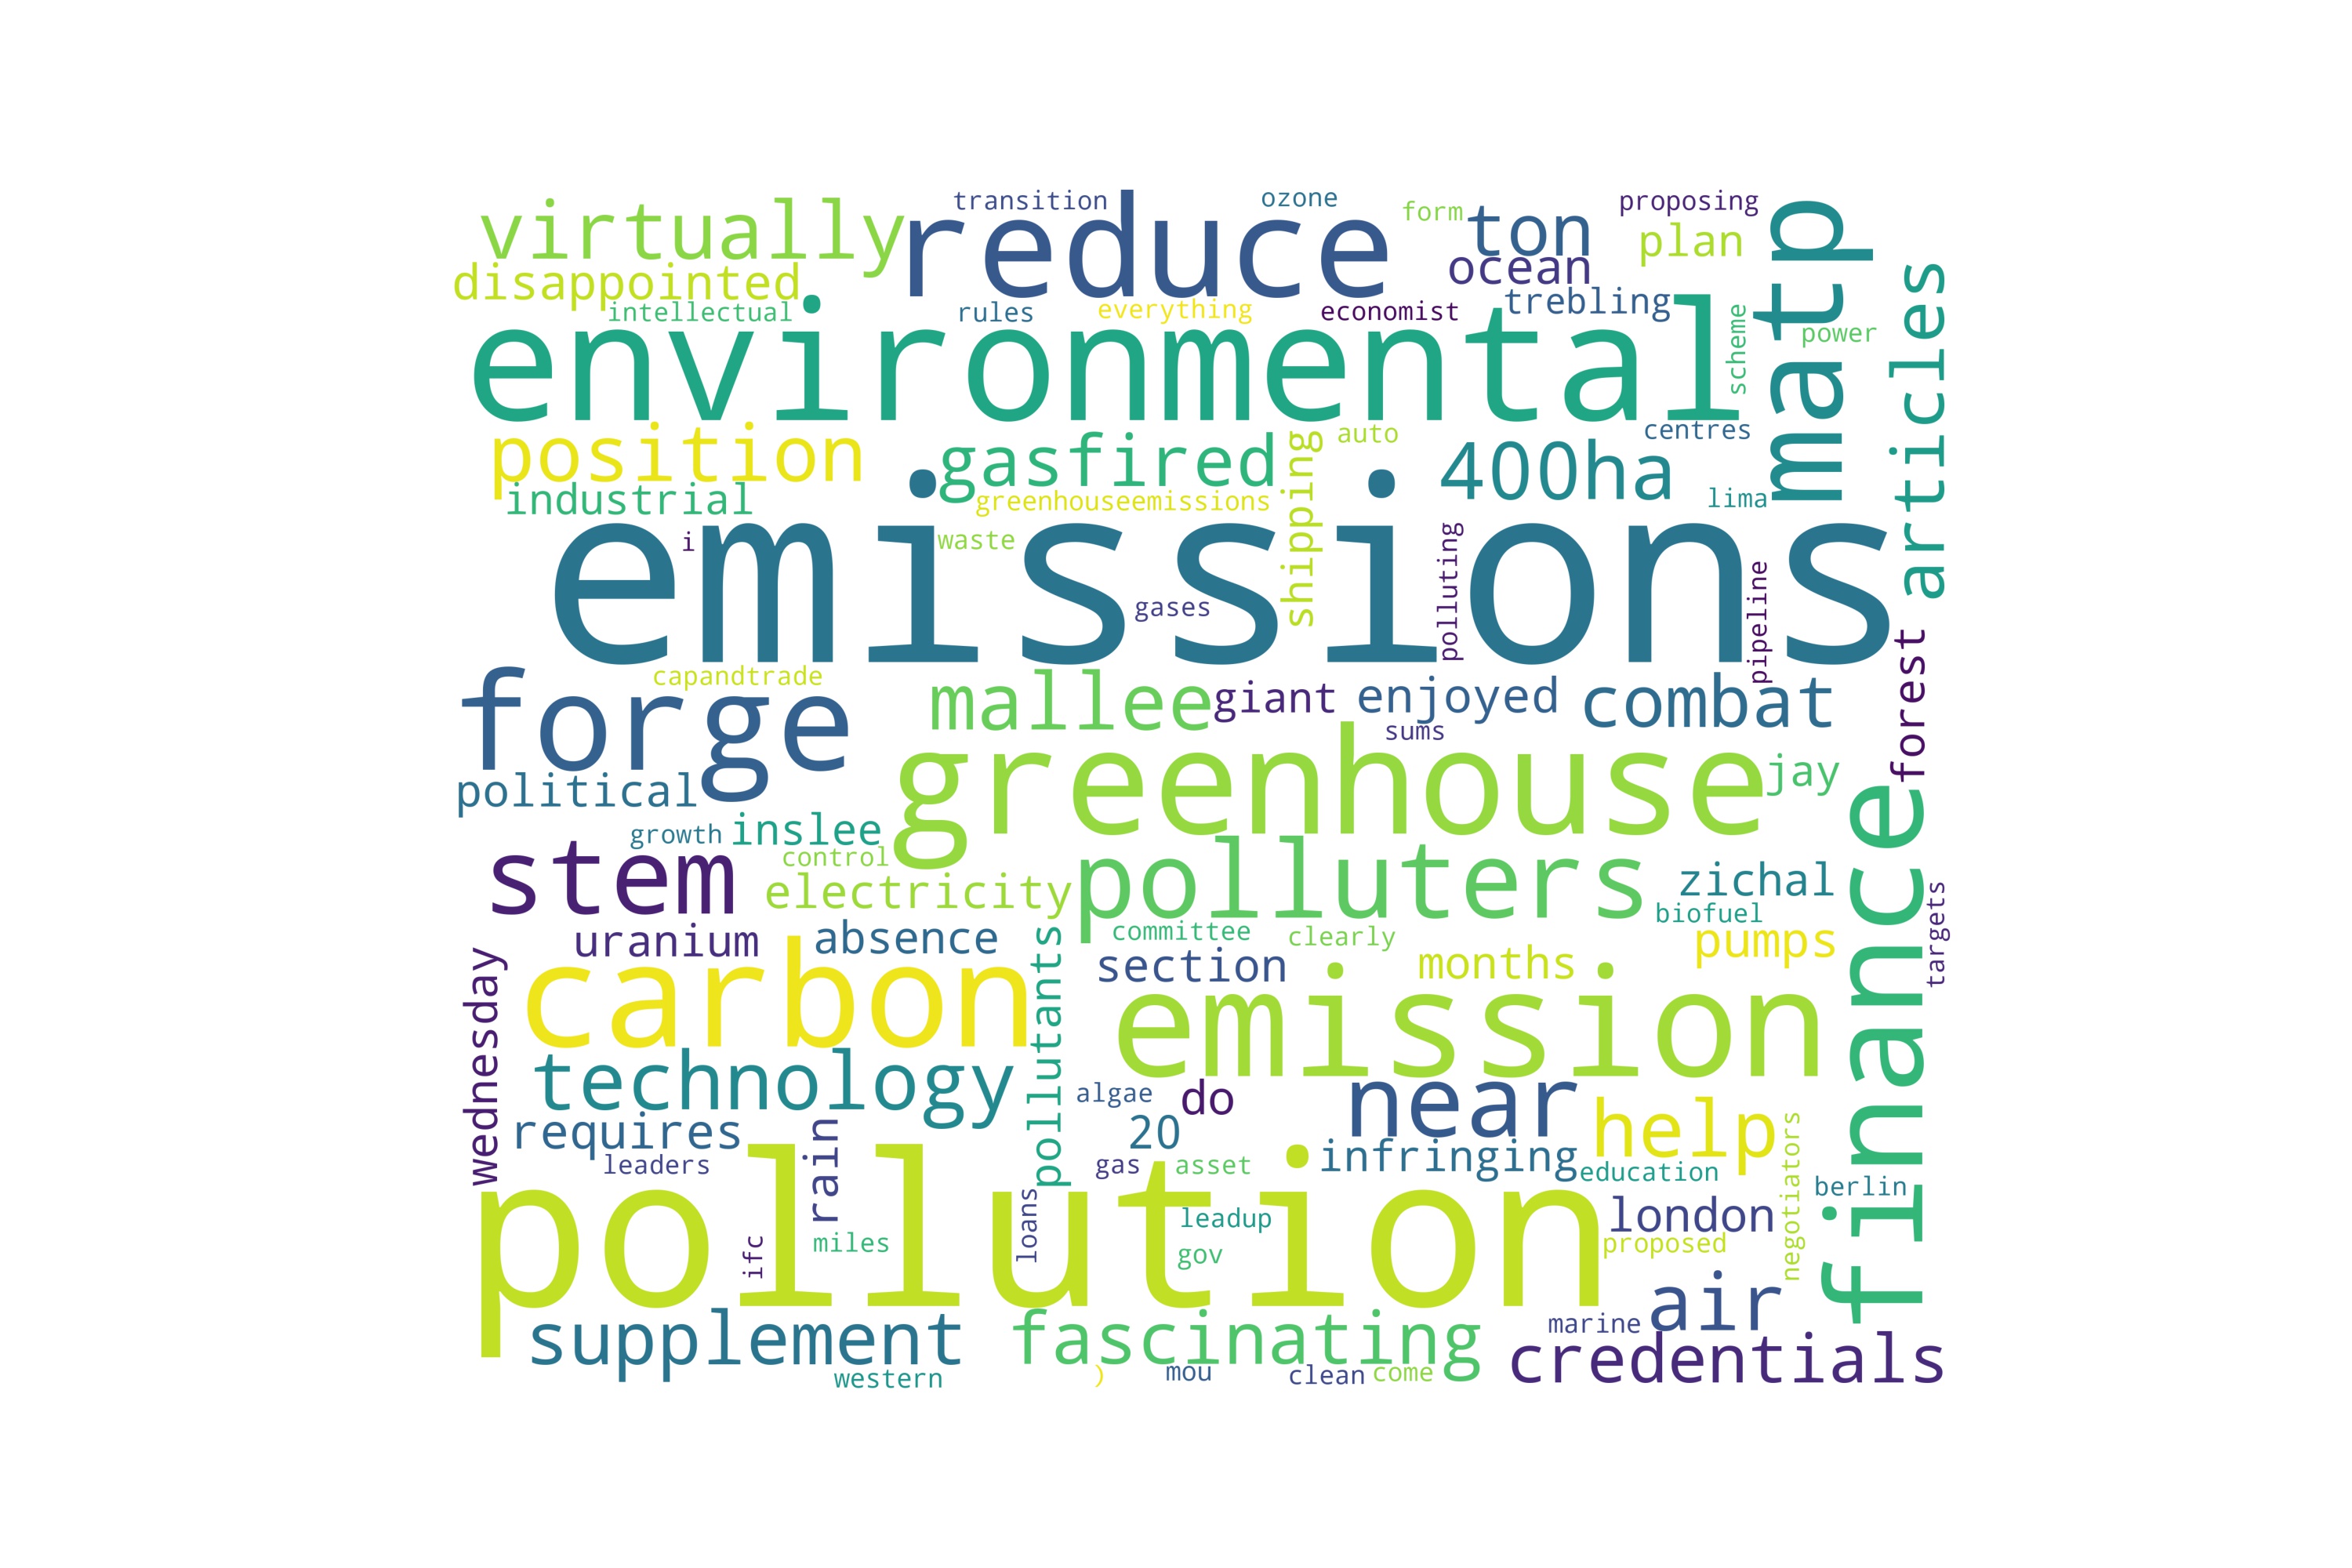 virtually
transition
reduce
ozone
form
ton
proposing
plan
matp
disappointed
ocean
intellectual
rules
everything
economist
trebling
articles
environmental
scheme
power
position
gasfired
shipping
auto
400ha
centres
industrial
greenhouseemissions
lima
emissions
i
waste
gases
polluting
pipeline
capandtrade
forge
mallee
giant
enjoyed
sums
combat
forest
political
greenhouse
jay
growth
inslee
control
stem
electricity
polluters
zichal
biofuel
finance
targets
uranium
absence
committee
clearly
pumps
wednesday
carbon
pollutants
section
months
emission
technology
algae
do
near
help
requires
20
infringing
negotiators
leaders
rain
gas
asset
education
berlin
pollution
ifc
miles
loans
leadup
gov
london
proposed
air
supplement
fascinating
marine
credentials
western
)
mou
clean
come